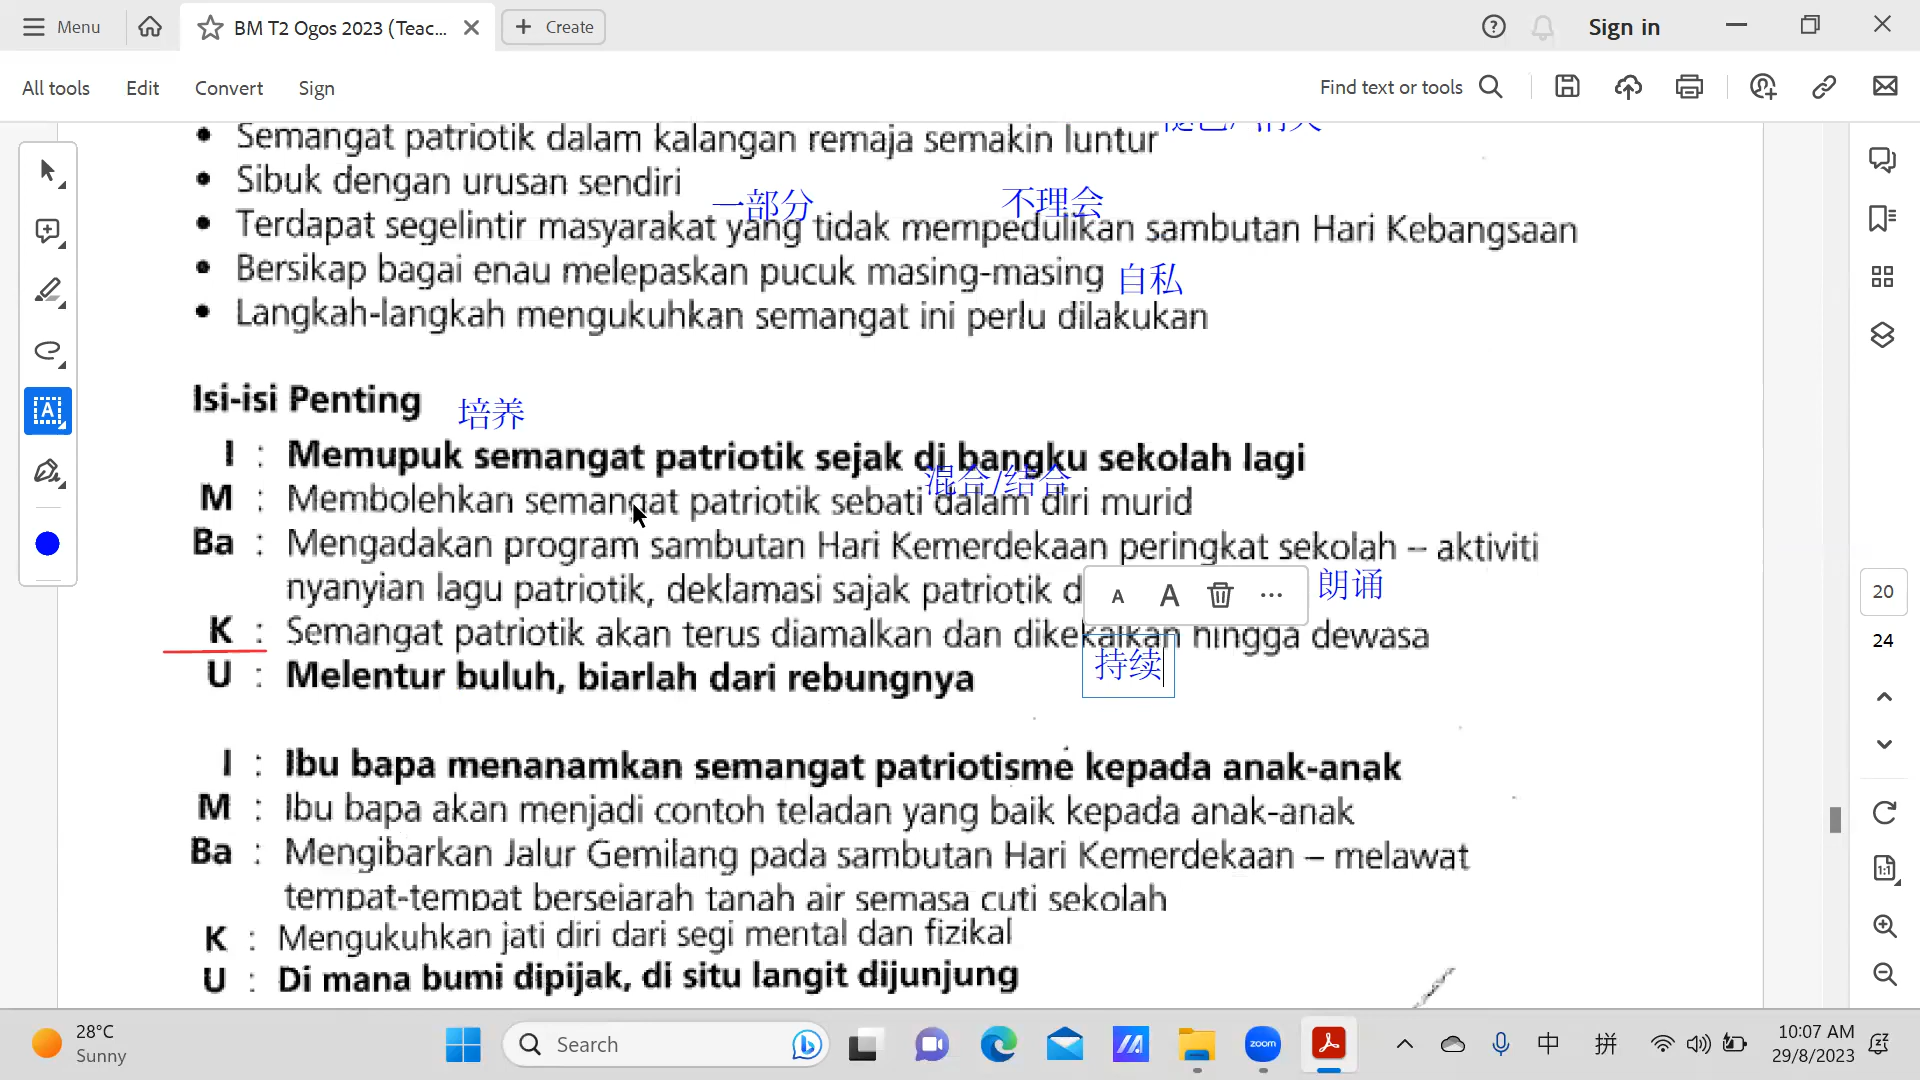 Menu
BM T2 Ogos 2023 (Teac...
Create
Sign in
All tools
Edit
Convert
Sign
Find text or tools
Semangat patriotik dalam kalangan remaja semakin luntur
Sibuk dengan urusan sendiri
一部分
不理会
Terdapat segelintir masyarakat yang tidak mempedulikan sambutan Hari Kebangsaan
Bersikap bagai enau melepaskan pucuk masing-masing 自私
Langkah-langkah mengukuhkan semangat ini perlu dilakukan
Isi-isi Penting
培养
I : Memupuk semangat patriotik sejak di bangku sekolah lagi
混合/结合
M : Membolehkan semangat patriotik sebati dalam diri murid
Ba : Mengadakan program sambutan Hari Kemerdekaan peringkat sekolah – aktiviti
nyanyian lagu patriotik, deklamasi sajak patriotik d
朗诵
K : Semangat patriotik akan terus diamalkan dan dikekalkan hingga dewasa
持续
U : Melentur buluh, biarlah dari rebungnya
I : Ibu bapa menanamkan semangat patriotisme kepada anak-anak
M : Ibu bapa akan menjadi contoh teladan yang baik kepada anak-anak
Ba : Mengibarkan Jalur Gemilang pada sambutan Hari Kemerdekaan – melawat
tempat-tempat bersejarah tanah air semasa cuti sekolah
K : Mengukuhkan jati diri dari segi mental dan fizikal
U : Di mana bumi dipijak, di situ langit dijunjung
20
24
28°C
Sunny
Search
zoom
中
拼
10:07 AM
29/8/2023